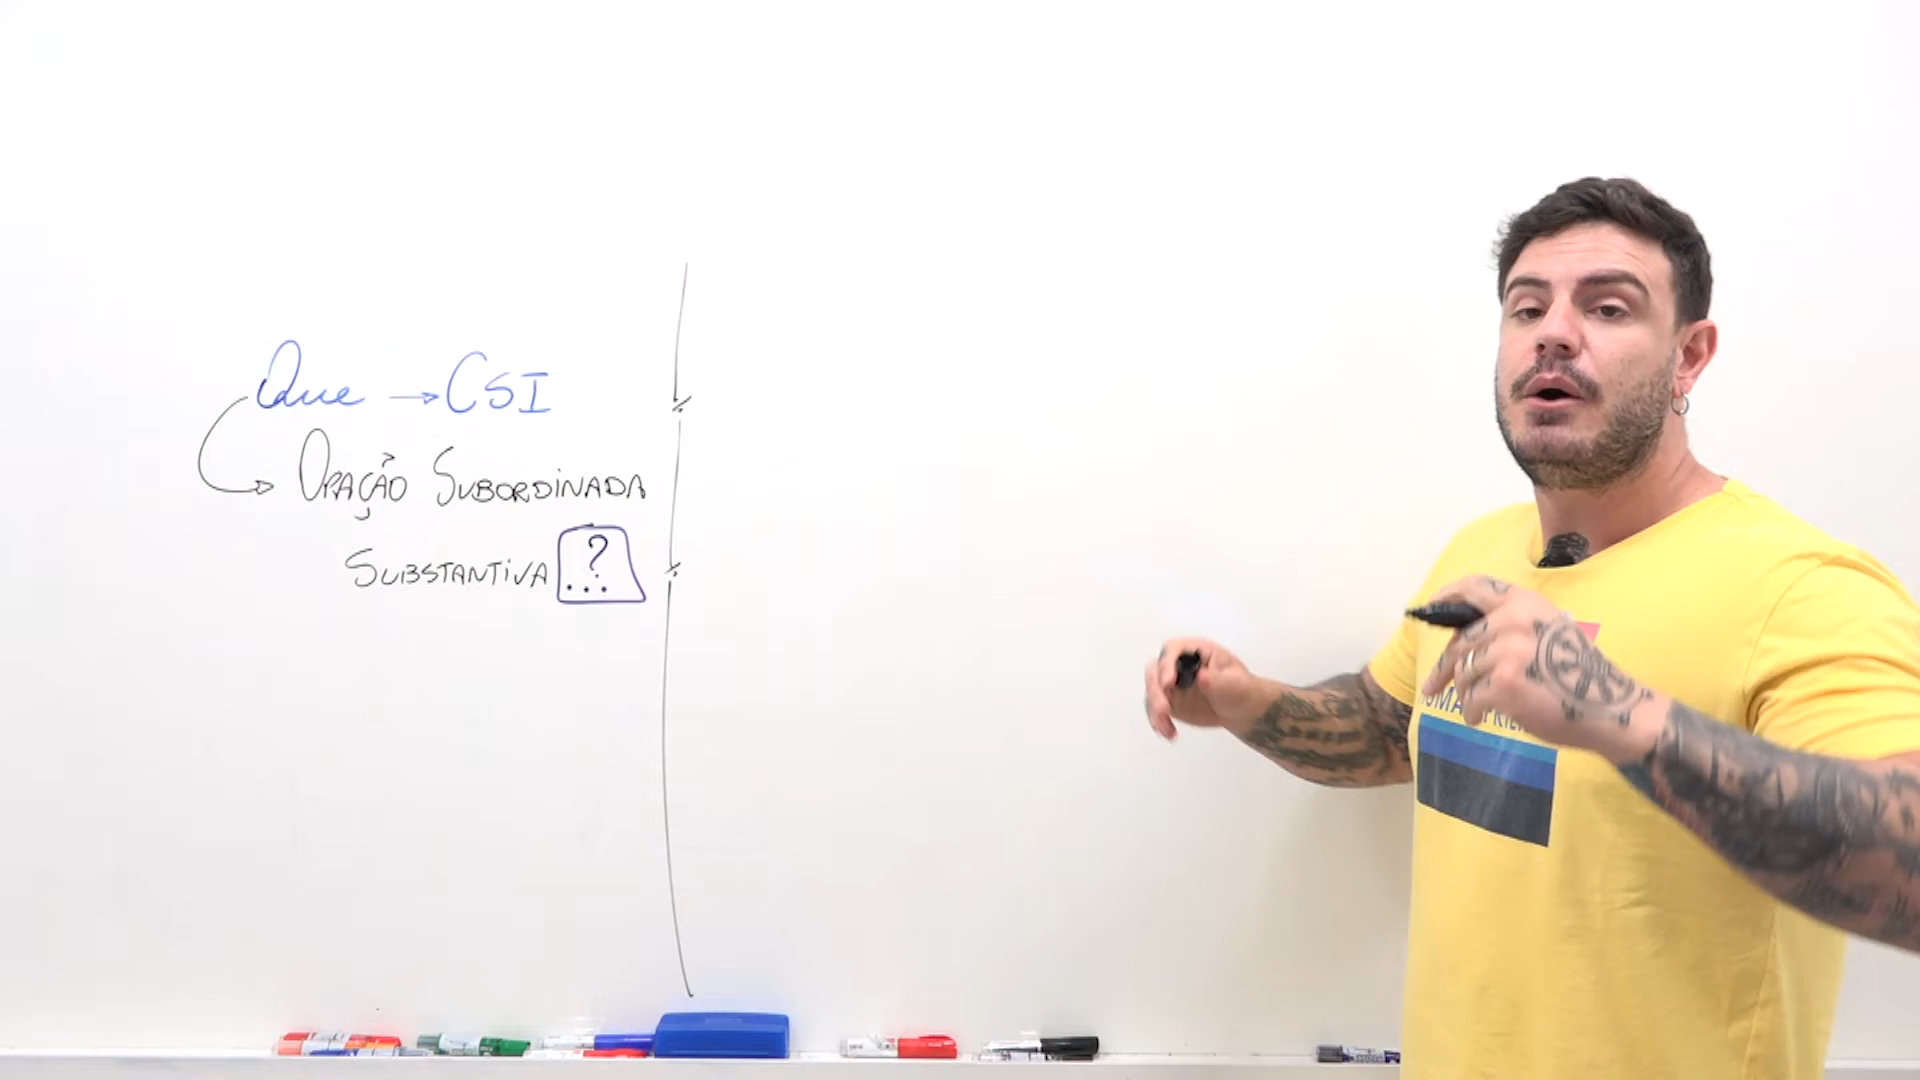 Que → CSI
Oração Subordinada
Substantiva ...?